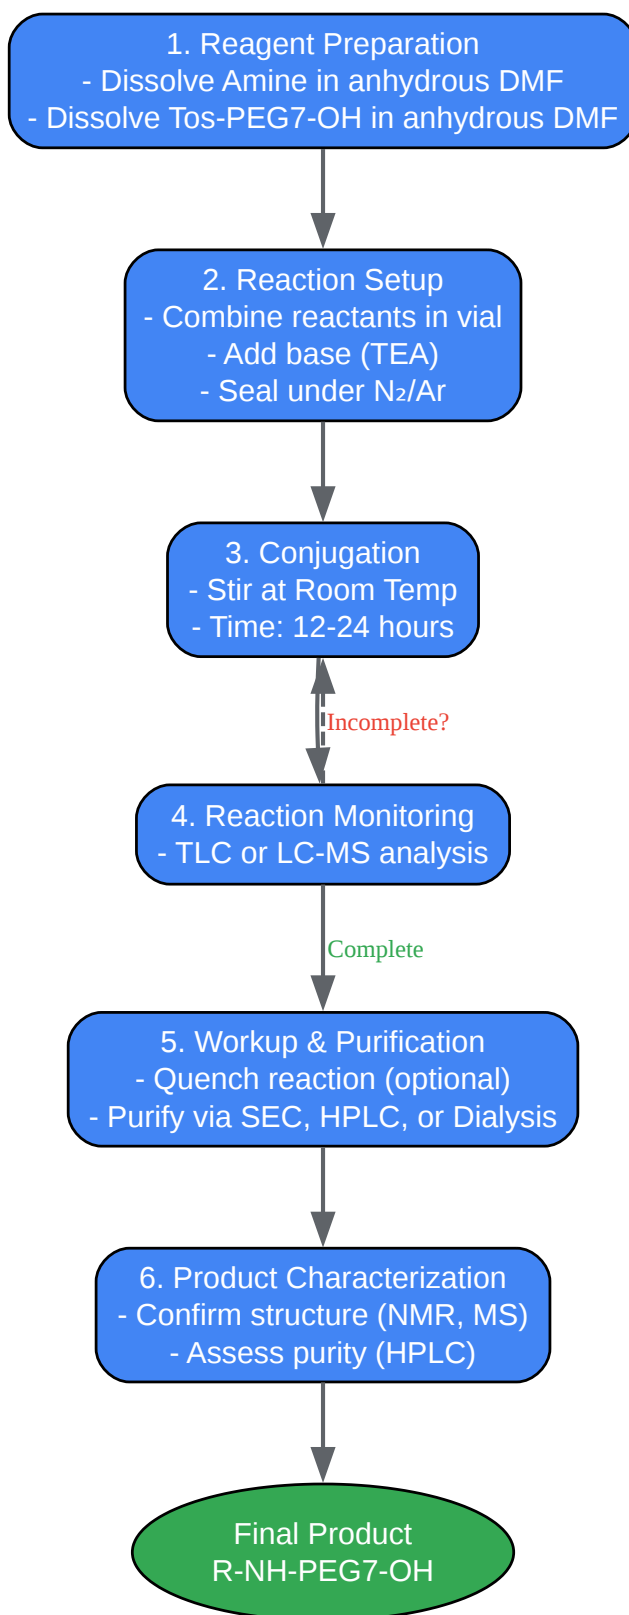 1. Reagent Preparation
- Dissolve Amine in anhydrous DMF
- Dissolve Tos-PEG7-OH in anhydrous DMF
2. Reaction Setup
- Combine reactants in vial
- Add base (TEA)
- Seal under N₂/Ar
3. Conjugation
- Stir at Room Temp
- Time: 12-24 hours
Incomplete?
4. Reaction Monitoring
- TLC or LC-MS analysis
Complete
5. Workup & Purification
- Quench reaction (optional)
- Purify via SEC, HPLC, or Dialysis
6. Product Characterization
- Confirm structure (NMR, MS)
- Assess purity (HPLC)
Final Product
R-NH-PEG7-OH